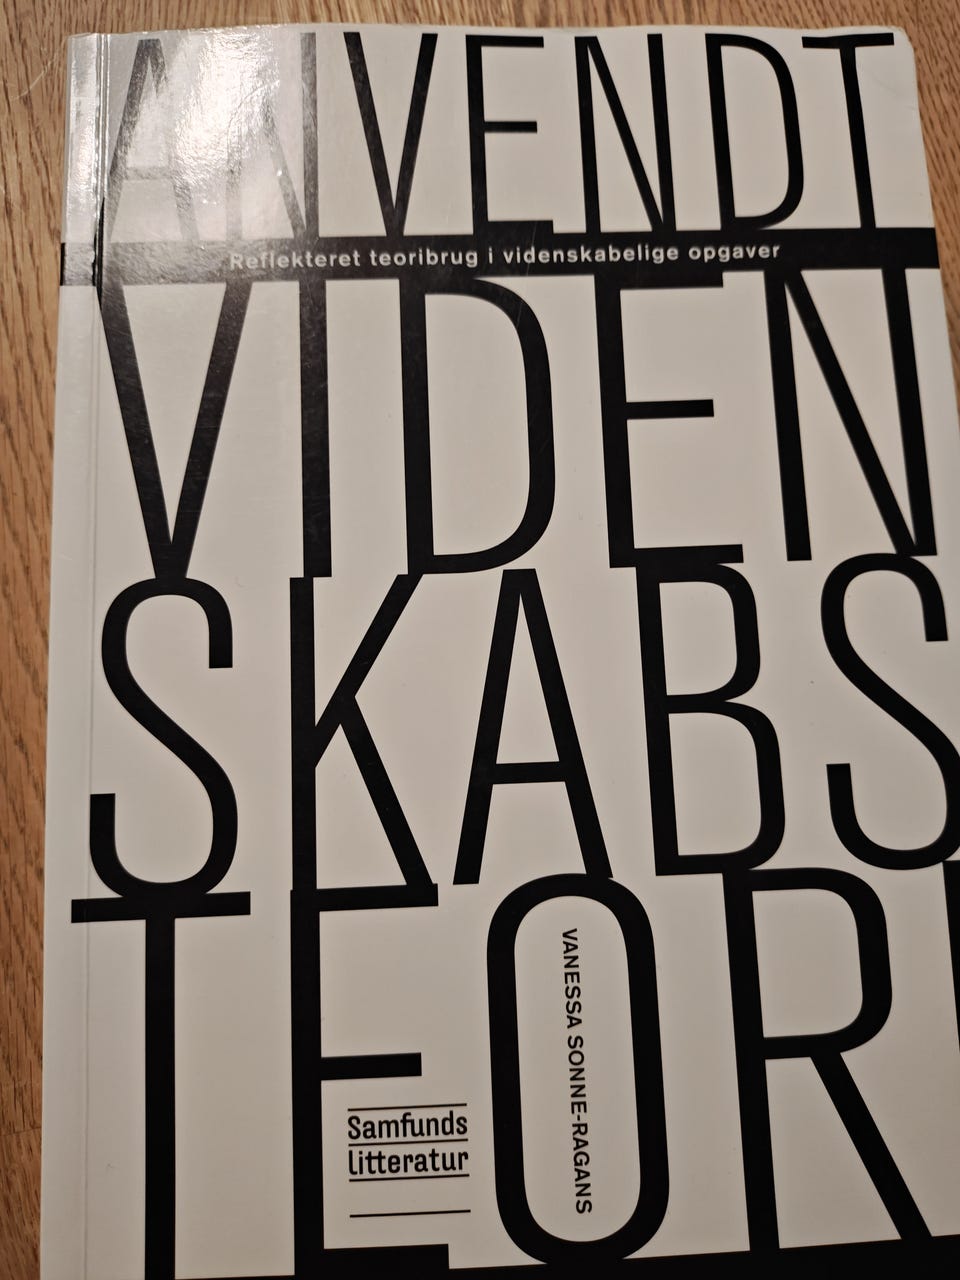 ANVENDT
Reflekteret teoribrug i videnskabelige opgaver
VIDEN
SKABS
TEORI
VANESSA SONNE-RAGANS
Samfunds
litteratur